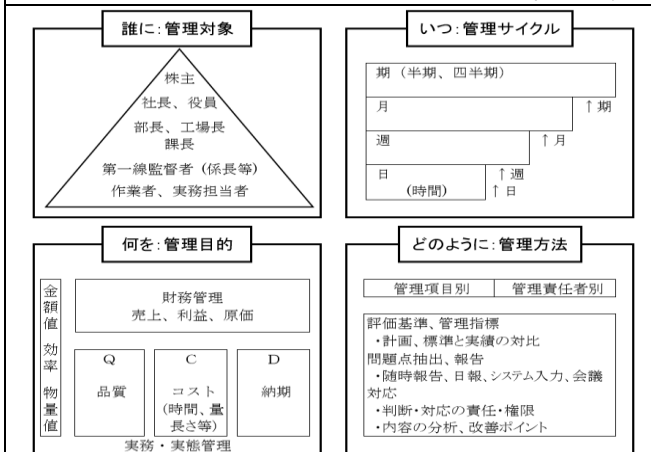 誰に：管理対象
株主
社長、役員
部長、工場長
課長
第一線監督者（係長等）
作業者、実務担当者
いつ：管理サイクル
期（半期、四半期）
月
↑期
週
↑月
日
↑週
（時間）
↑日
何を：管理目的
金額値 効率 物量値
財務管理
売上、利益、原価
Q
品質
C
コスト
（時間、量
長さ等）
D
納期
実務・実態管理
どのように：管理方法
管理項目別
管理責任者別
評価基準、管理指標
・計画、標準と実績の対比
問題点抽出、報告
・随時報告、日報、システム入力、会議
対応
・判断・対応の責任・権限
・内容の分析、改善ポイント